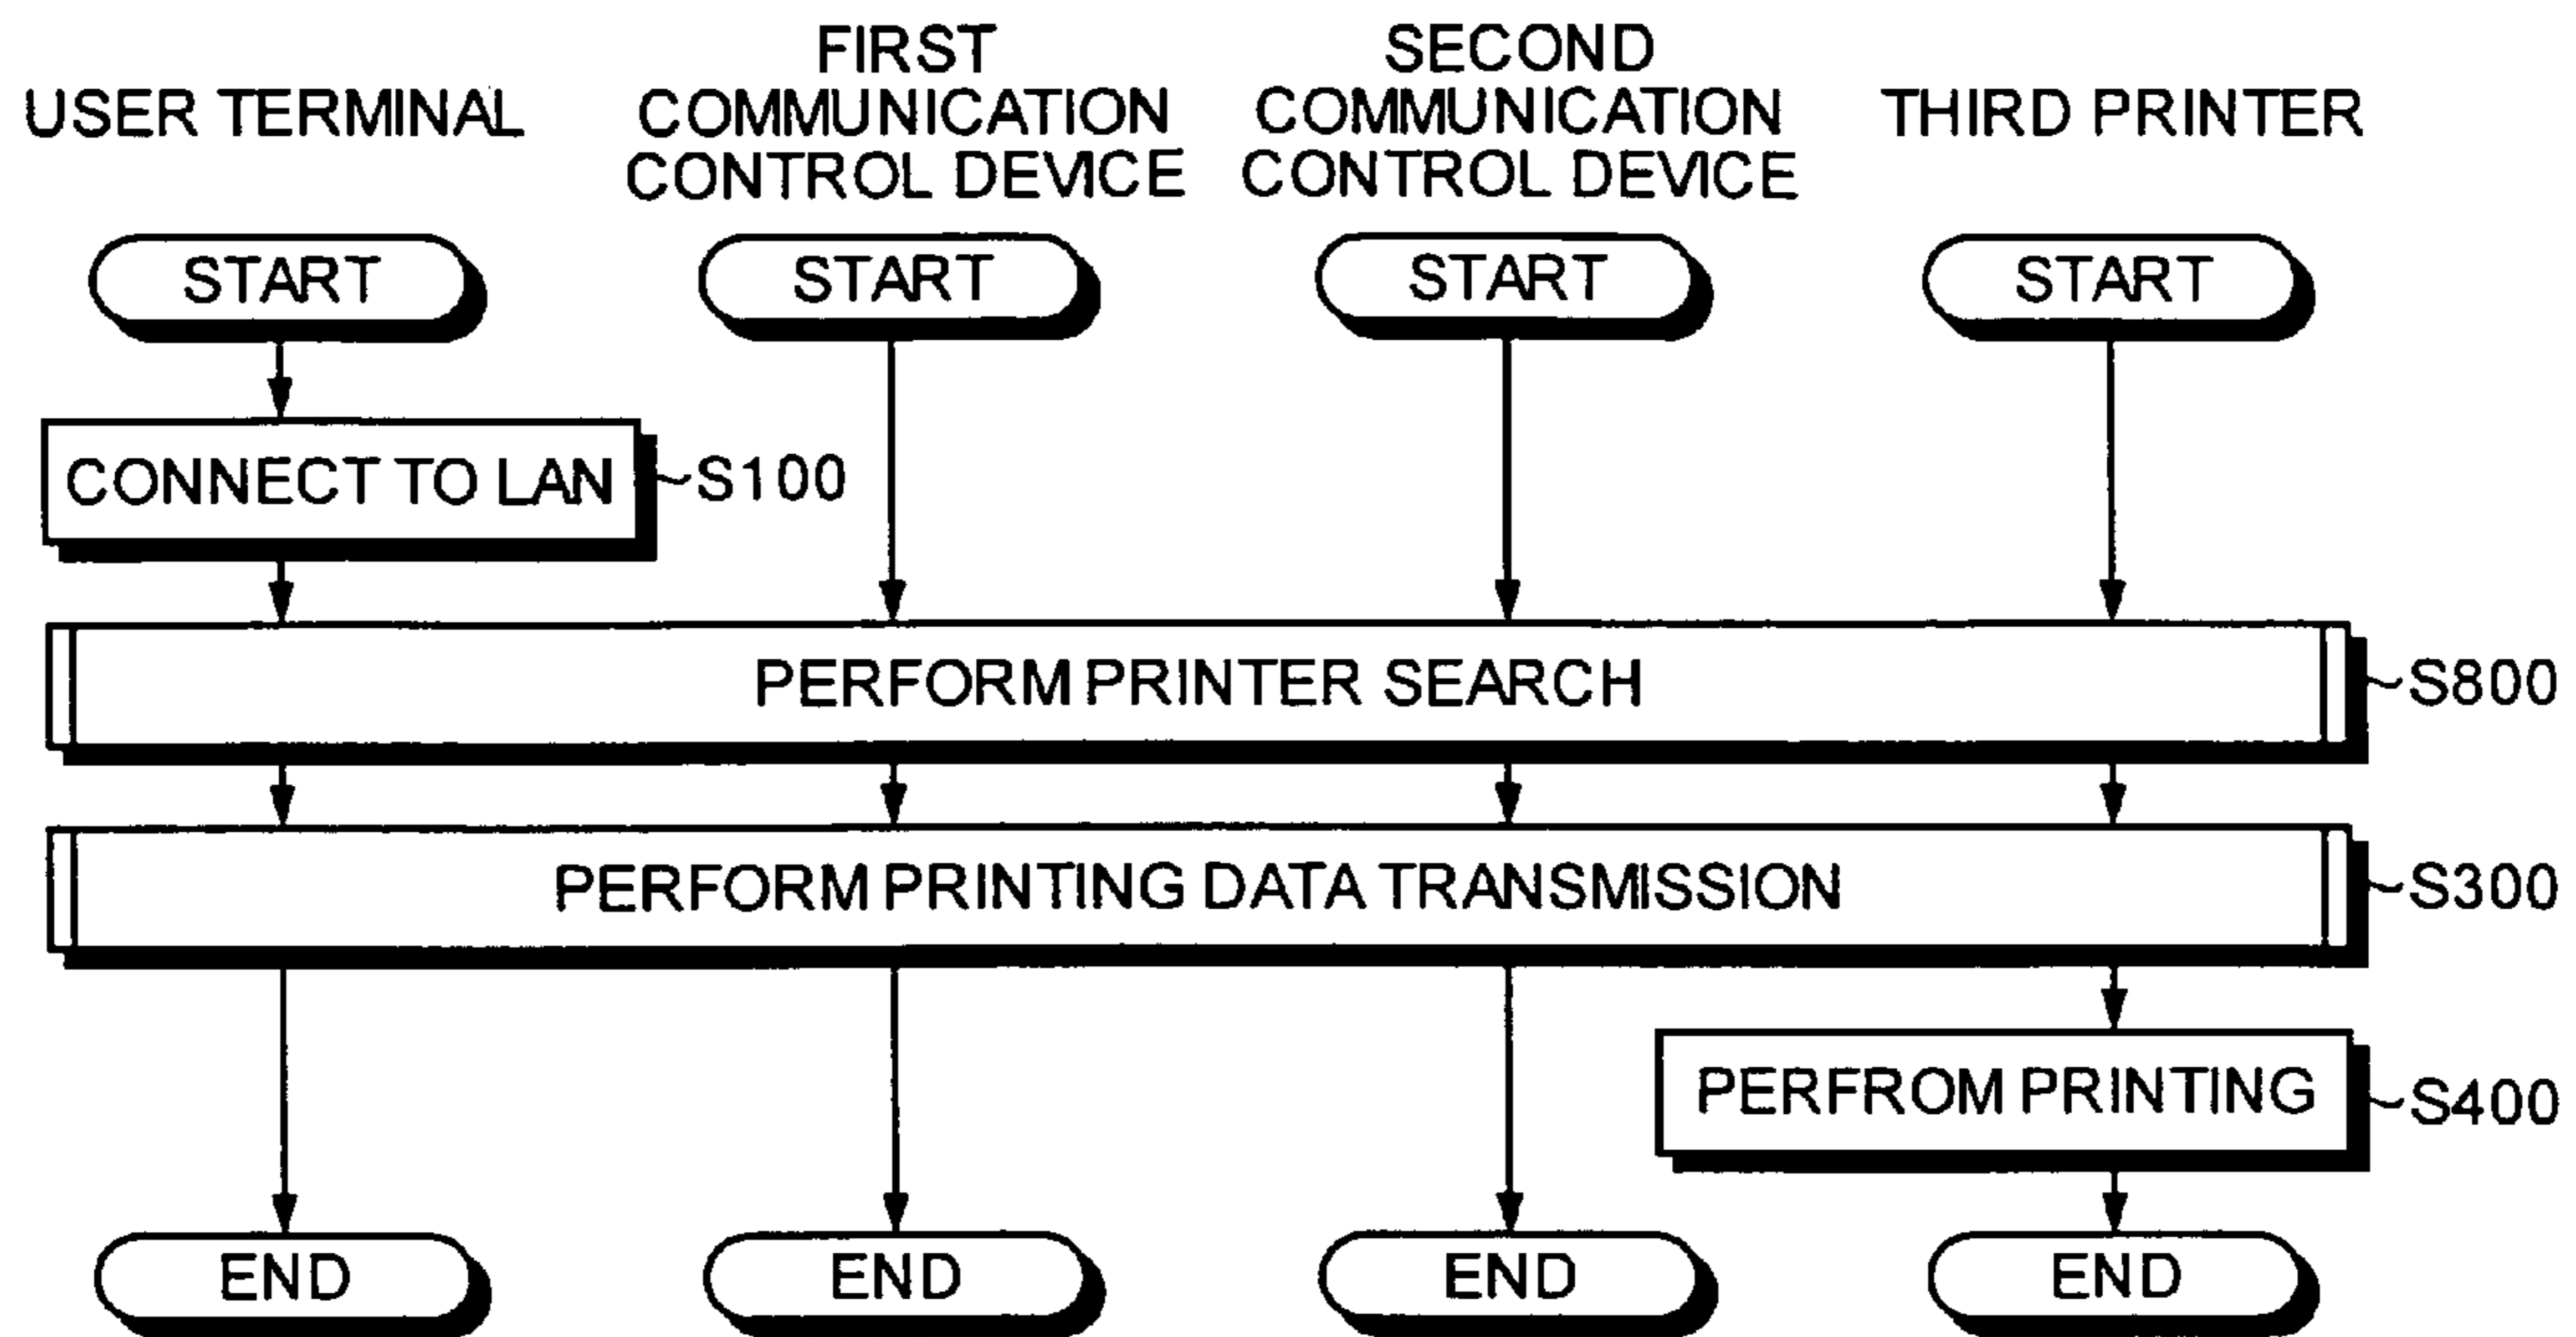 USER TERMINAL
FIRST
COMMUNICATION
CONTROL DEVICE
SECOND
COMMUNICATION
CONTROL DEVICE
THIRD PRINTER
START
START
START
START
CONNECT TO LAN
S100
PERFORM PRINTER SEARCH
S800
PERFORM PRINTING DATA TRANSMISSION
S300
PERFROM PRINTING
S400
END
END
END
END